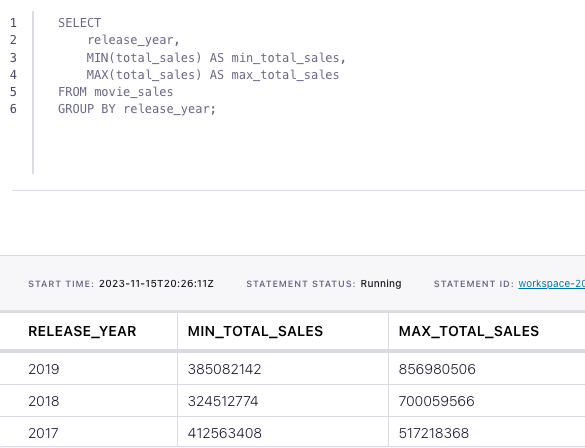 1 SELECT
2 release_year,
3 MIN(total_sales) AS min_total_sales,
4 MAX(total_sales) AS max_total_sales
5 FROM movie_sales
6 GROUP BY release_year;
START TIME: 2023-11-15T20:26:11Z STATEMENT STATUS: Running STATEMENT ID: workspace-20
RELEASE_YEAR MIN_TOTAL_SALES MAX_TOTAL_SALES
2019 385082142 856980506
2018 324512774 700059566
2017 412563408 517218368